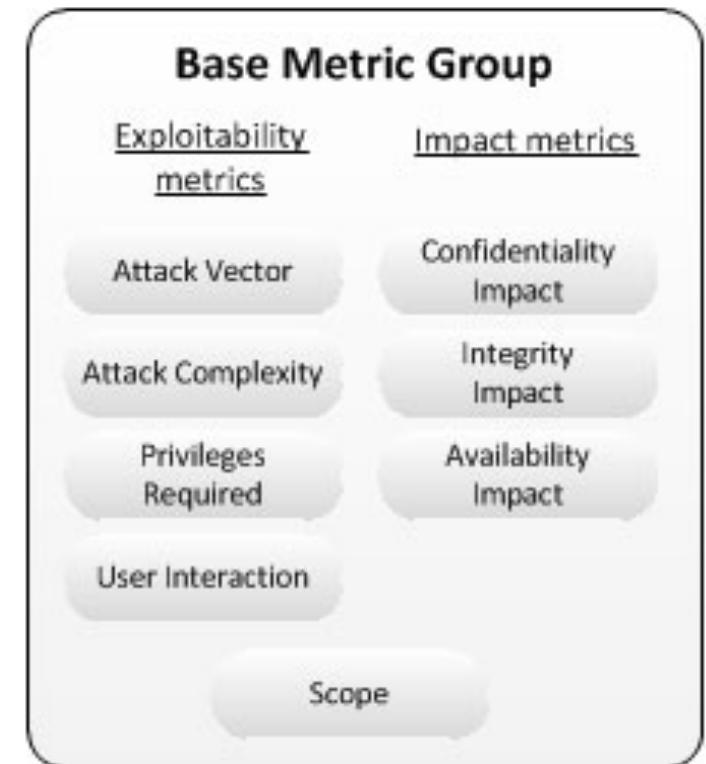 Base Metric Group
Exploitability
metrics
Attack Vector
Attack Complexity
Privileges
Required
User Interaction
Impact metrics
Confidentiality
Impact
Integrity
Impact
Availability
Impact
Scope